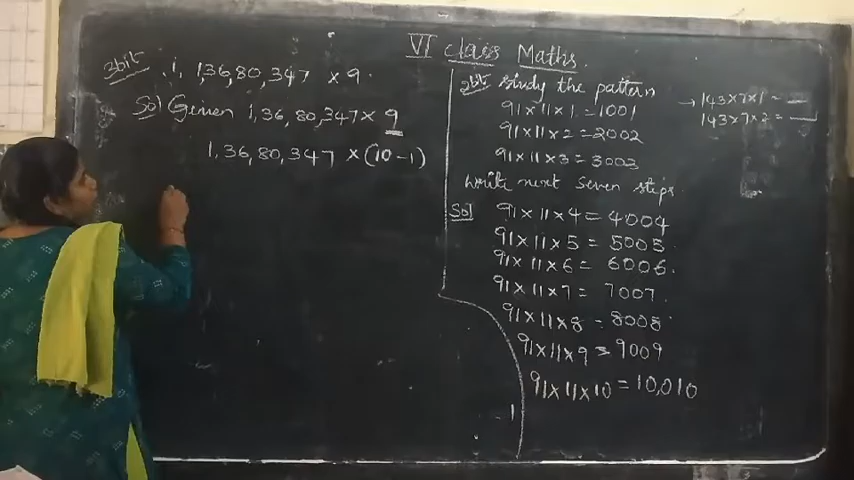 VI class Maths.
3bit 1, 1,36,80,347 × 9.
Sol Given 1,36,80,347 × 9
1,36,80,347 × (10-1)
2bit Study the pattern
91×11×1 = 1001
91×11×2 = 2002
91×11×3 = 3003
Write next seven steps
Sol 91×11×4 = 4004
91×11×5 = 5005
91×11×6 = 6006.
91×11×7 = 7007.
91×11×8 = 8008
91×11×9 = 9009
91×11×10 = 10,010
→ 143×7×1 = __
143×7×2 = __